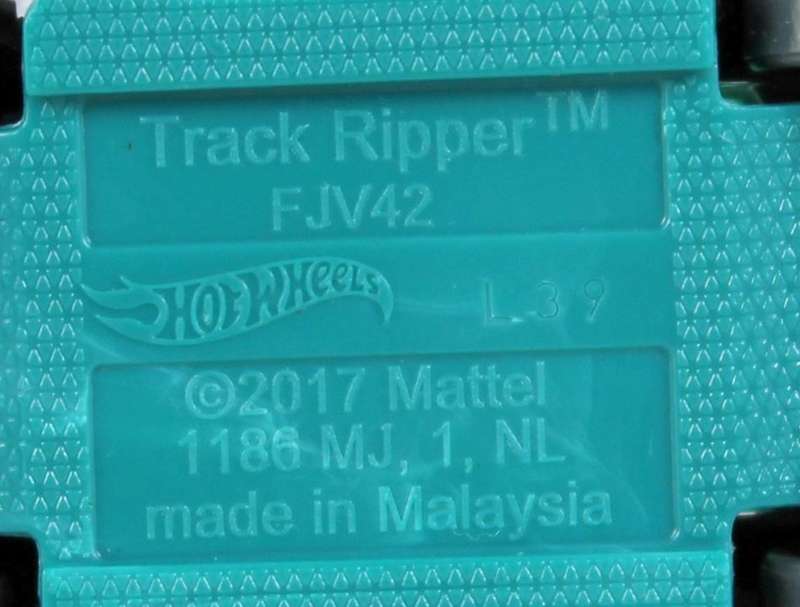 Track Ripper™
FJV42
HOT WHEELS L39
©2017 Mattel
1186 MJ, 1, NL
made in Malaysia